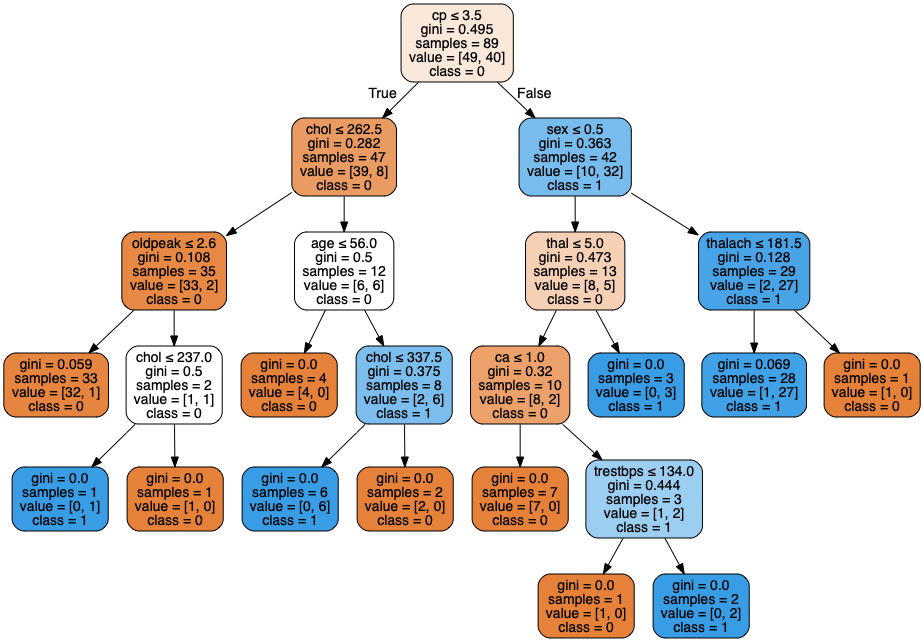 cp ≤ 3.5
gini = 0.495
samples = 89
value = [49, 40]
class = 0
True
False
chol ≤ 262.5
gini = 0.282
samples = 47
value = [39, 8]
class = 0
sex ≤ 0.5
gini = 0.363
samples = 42
value = [10, 32]
class = 1
oldpeak ≤ 2.6
gini = 0.108
samples = 35
value = [33, 2]
class = 0
age ≤ 56.0
gini = 0.5
samples = 12
value = [6, 6]
class = 0
thal ≤ 5.0
gini = 0.473
samples = 13
value = [8, 5]
class = 0
thalach ≤ 181.5
gini = 0.128
samples = 29
value = [2, 27]
class = 1
gini = 0.059
samples = 33
value = [32, 1]
class = 0
chol ≤ 237.0
gini = 0.5
samples = 2
value = [1, 1]
class = 0
gini = 0.0
samples = 4
value = [4, 0]
class = 0
chol ≤ 337.5
gini = 0.375
samples = 8
value = [2, 6]
class = 1
ca ≤ 1.0
gini = 0.32
samples = 10
value = [8, 2]
class = 0
gini = 0.0
samples = 3
value = [0, 3]
class = 1
gini = 0.069
samples = 28
value = [1, 27]
class = 1
gini = 0.0
samples = 1
value = [1, 0]
class = 0
gini = 0.0
samples = 1
value = [0, 1]
class = 1
gini = 0.0
samples = 1
value = [1, 0]
class = 0
gini = 0.0
samples = 6
value = [0, 6]
class = 1
gini = 0.0
samples = 2
value = [2, 0]
class = 0
gini = 0.0
samples = 7
value = [7, 0]
class = 0
trestbps ≤ 134.0
gini = 0.444
samples = 3
value = [1, 2]
class = 1
gini = 0.0
samples = 1
value = [1, 0]
class = 0
gini = 0.0
samples = 2
value = [0, 2]
class = 1